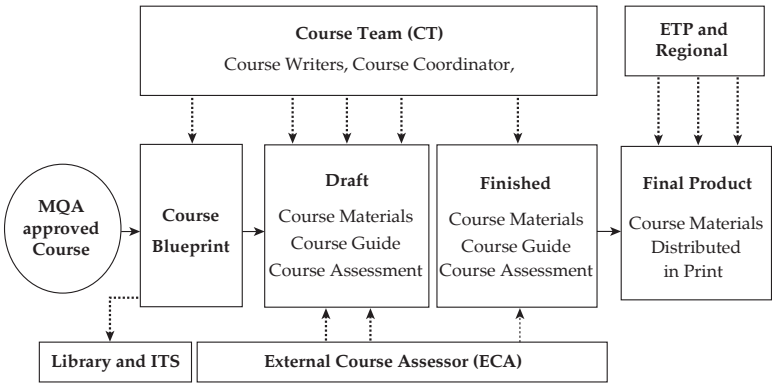 Course Team (CT)
Course Writers, Course Coordinator,
ETP and
Regional
MQA
approved
Course
Course
Blueprint
Draft
Course Materials
Course Guide
Course Assessment
Finished
Course Materials
Course Guide
Course Assessment
Final Product
Course Materials
Distributed
in Print
Library and ITS
External Course Assessor (ECA)